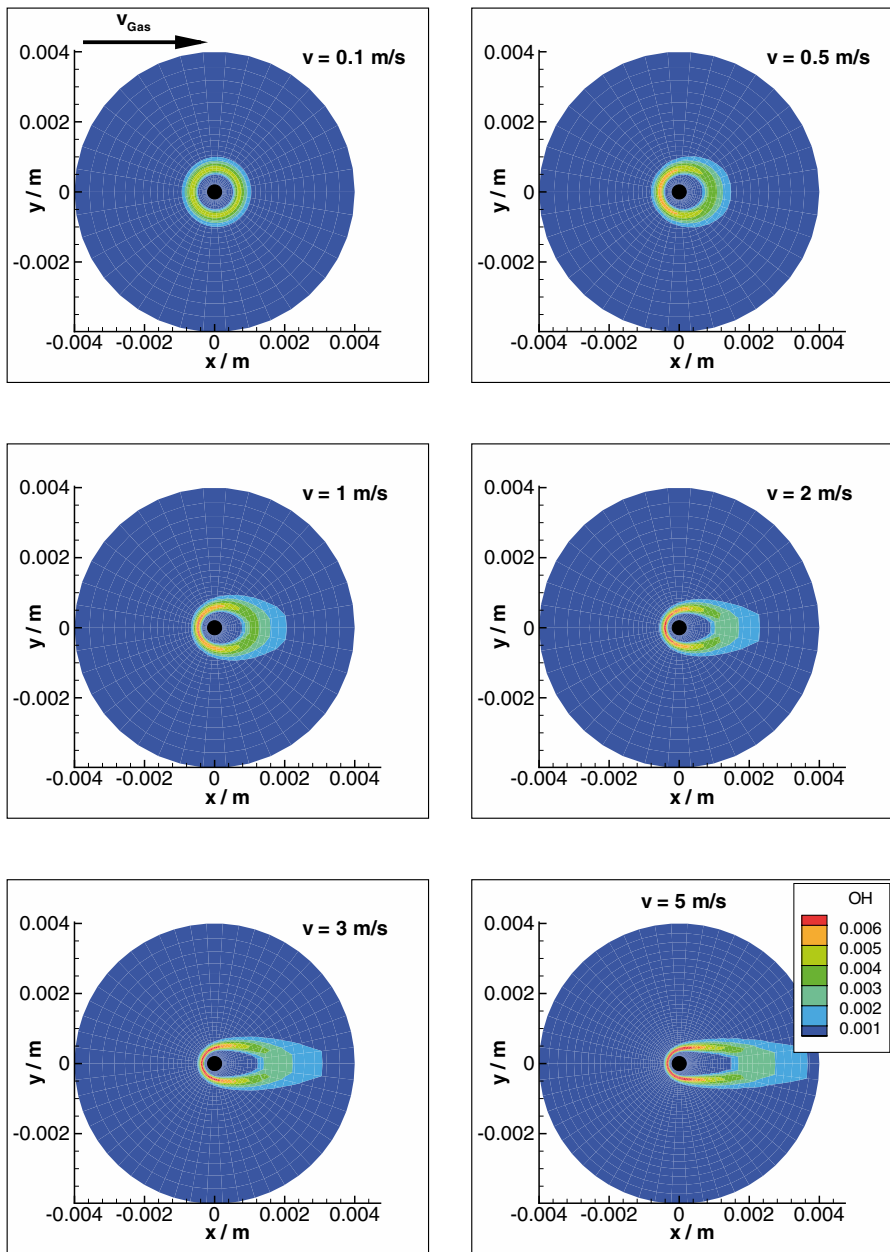 v_Gas
v = 0.1 m/s
0.004
0.002
0
-0.002
y / m
-0.004 -0.002 0 0.002 0.004
x / m
v = 0.5 m/s
0.004
0.002
0
-0.002
y / m
-0.004 -0.002 0 0.002 0.004
x / m
v = 1 m/s
0.004
0.002
0
-0.002
y / m
-0.004 -0.002 0 0.002 0.004
x / m
v = 2 m/s
0.004
0.002
0
-0.002
y / m
-0.004 -0.002 0 0.002 0.004
x / m
v = 3 m/s
0.004
0.002
0
-0.002
y / m
-0.004 -0.002 0 0.002 0.004
x / m
v = 5 m/s
0.004
0.002
0
-0.002
y / m
-0.004 -0.002 0 0.002 0.004
x / m
OH
0.006
0.005
0.004
0.003
0.002
0.001